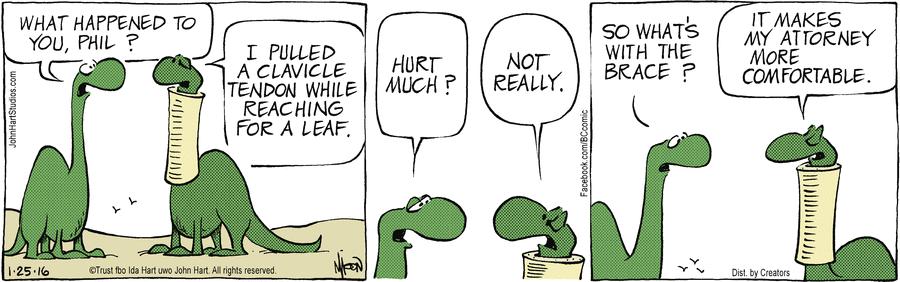 WHAT HAPPENED TO
YOU, PHIL ?
I PULLED
A CLAVICLE
TENDON WHILE
REACHING
FOR A LEAF.
JohnHartStudios.com
1·25·16
©Trust fbo Ida Hart uwo John Hart. All rights reserved.
HURT
MUCH ?
NOT
REALLY.
Facebook.com/BCcomic
SO WHAT'S
WITH THE
BRACE ?
IT MAKES
MY ATTORNEY
MORE
COMFORTABLE.
Dist. by Creators